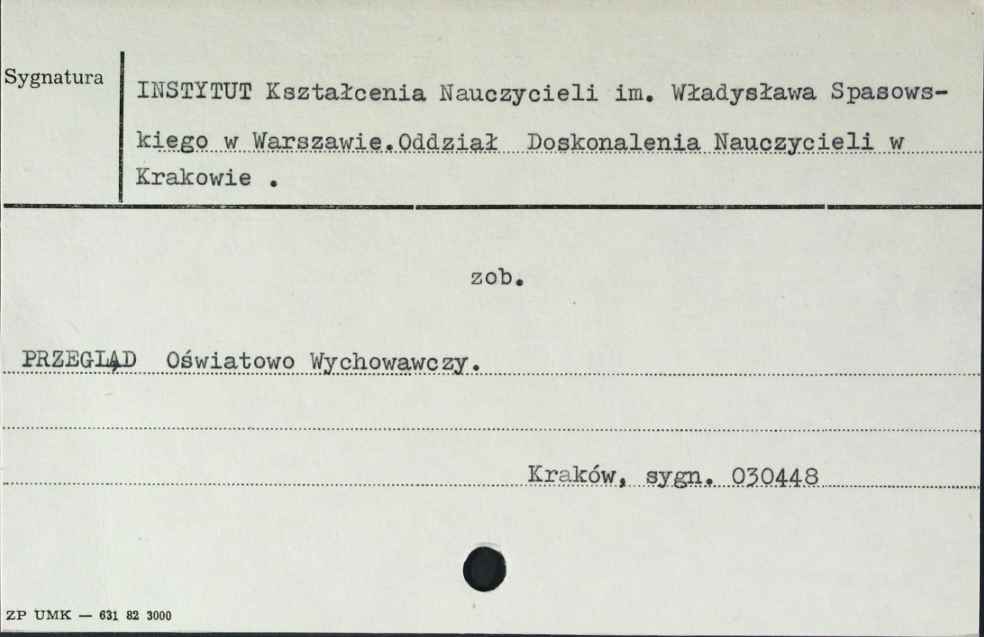 Sygnatura
INSTYTUT Kształcenia Nauczycieli im. Władysława Spasows-
kiego w Warszawie.Oddział Doskonalenia Nauczycieli w
Krakowie .
zob.
PRZEGLĄD Oświatowo Wychowawczy.
Kraków, sygn. 030448
ZP UMK — 631 82 3000